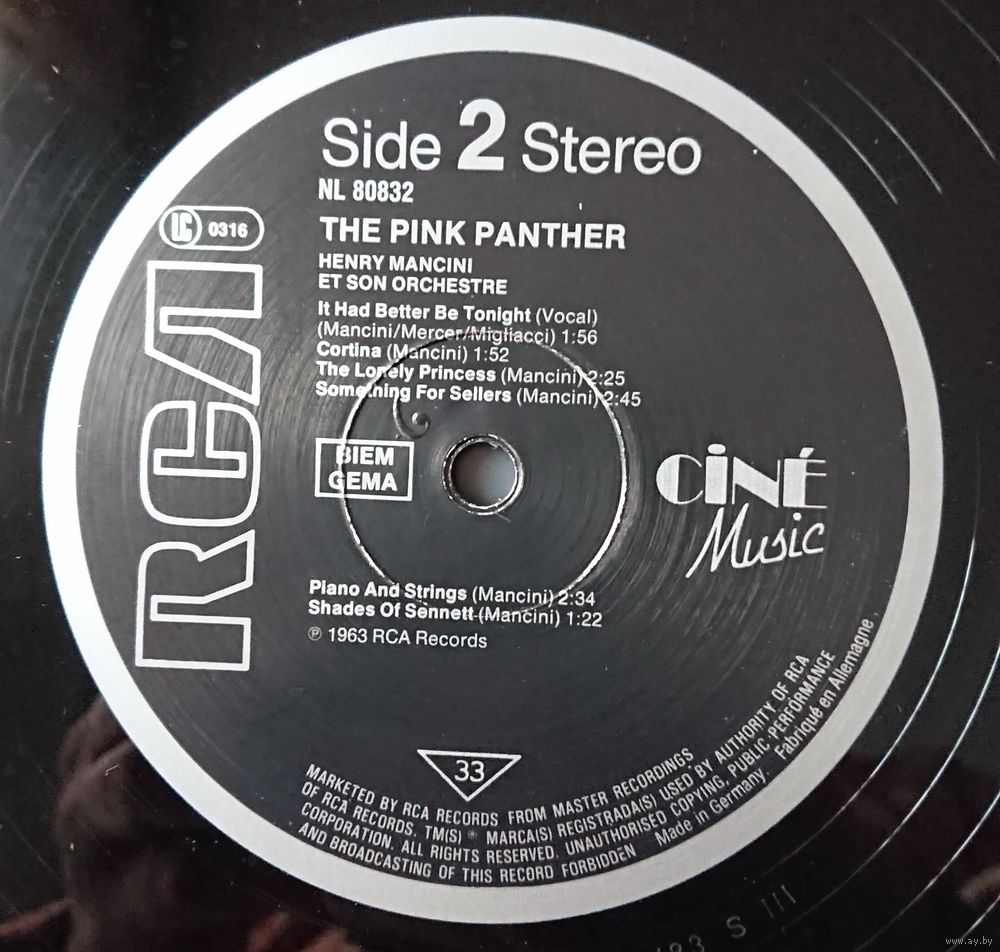 Side 2 Stereo
NL 80832
LC 0316
THE PINK PANTHER
HENRY MANCINI
ET SON ORCHESTRE
It Had Better Be Tonight (Vocal)
(Mancini/Mercer/Migliacci) 1:56
Cortina (Mancini) 1:52
The Lonely Princess (Mancini) 2:25
Something For Sellers (Mancini) 2:45
RCA
BIEM
GEMA
CiNÉ
Music
Piano And Strings (Mancini) 2:34
Shades Of Sennett (Mancini) 1:22
℗ 1963 RCA Records
33
MARKETED BY RCA RECORDS FROM MASTER RECORDINGS
OF RCA RECORDS. TM(S) ® MARCA(S) REGISTRADA(S) USED BY AUTHORITY OF RCA
CORPORATION. ALL RIGHTS RESERVED. UNAUTHORISED COPYING, PUBLIC PERFORMANCE
AND BROADCASTING OF THIS RECORD FORBIDDEN Made in Germany. Fabriqué en Allemagne
S III
www.ay.by